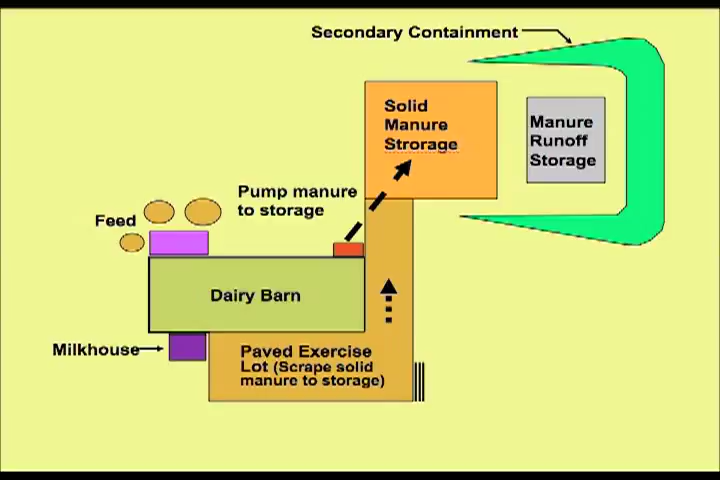 Secondary Containment
Solid
Manure
Strorage
Manure
Runoff
Storage
Pump manure
to storage
Feed
Dairy Barn
Milkhouse
Paved Exercise
Lot (Scrape solid
manure to storage)